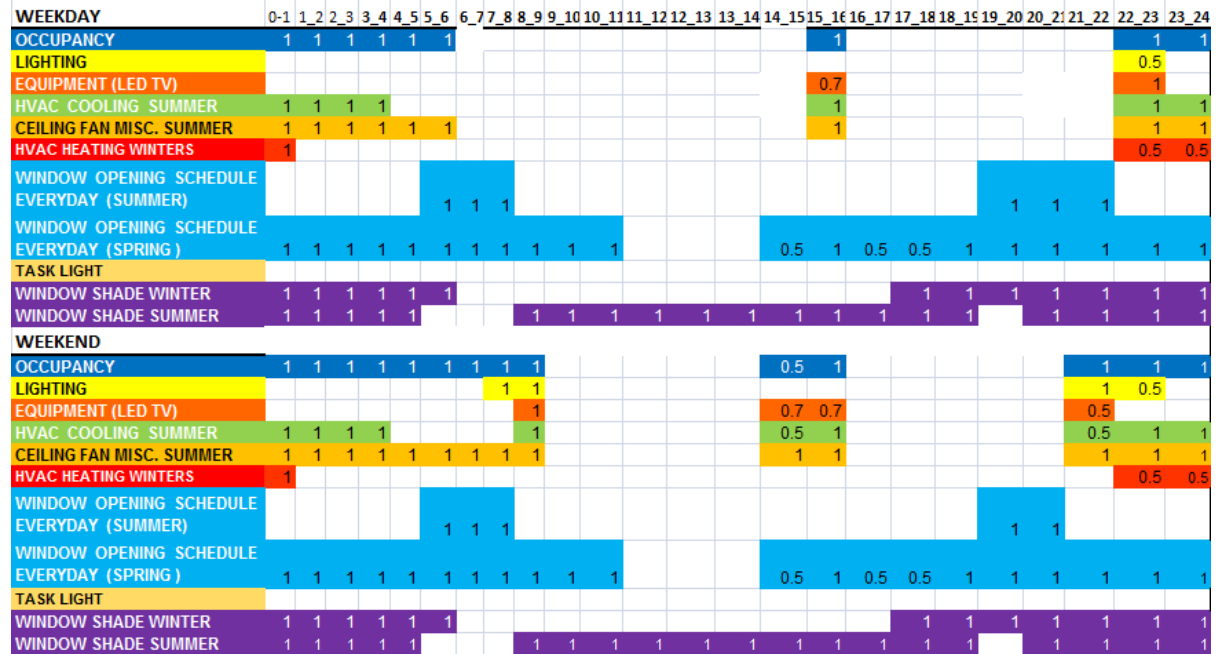 WEEKDAY 0-1 1_2 2_3 3_4 4_5 5_6 6_7 7_8 8_9 9_10 10_11 11_12 12_13 13_14 14_15 15_16 16_17 17_18 18_19 19_20 20_21 21_22 22_23 23_24
OCCUPANCY 1 1 1 1 1 1 1 1 1
LIGHTING 0.5
EQUIPMENT (LED TV) 0.7 1
HVAC COOLING SUMMER 1 1 1 1 1 1 1
CEILING FAN MISC. SUMMER 1 1 1 1 1 1 1 1 1
HVAC HEATING WINTERS 1 0.5 0.5
WINDOW OPENING SCHEDULE
EVERYDAY (SUMMER) 1 1 1 1 1 1
WINDOW OPENING SCHEDULE
EVERYDAY (SPRING ) 1 1 1 1 1 1 1 1 1 1 1 0.5 1 0.5 0.5 1 1 1 1 1 1
TASK LIGHT
WINDOW SHADE WINTER 1 1 1 1 1 1 1 1 1 1 1 1 1
WINDOW SHADE SUMMER 1 1 1 1 1 1 1 1 1 1 1 1 1 1 1 1 1 1 1 1
WEEKEND
OCCUPANCY 1 1 1 1 1 1 1 1 1 0.5 1 1 1 1
LIGHTING 1 1 1 0.5
EQUIPMENT (LED TV) 1 0.7 0.7 0.5
HVAC COOLING SUMMER 1 1 1 1 1 0.5 1 0.5 1 1
CEILING FAN MISC. SUMMER 1 1 1 1 1 1 1 1 1 1 1 1 1 1
HVAC HEATING WINTERS 1 0.5 0.5
WINDOW OPENING SCHEDULE
EVERYDAY (SUMMER) 1 1 1 1 1
WINDOW OPENING SCHEDULE
EVERYDAY (SPRING ) 1 1 1 1 1 1 1 1 1 1 1 0.5 1 0.5 0.5 1 1 1 1 1 1
TASK LIGHT
WINDOW SHADE WINTER 1 1 1 1 1 1 1 1 1 1 1 1 1
WINDOW SHADE SUMMER 1 1 1 1 1 1 1 1 1 1 1 1 1 1 1 1 1 1 1 1